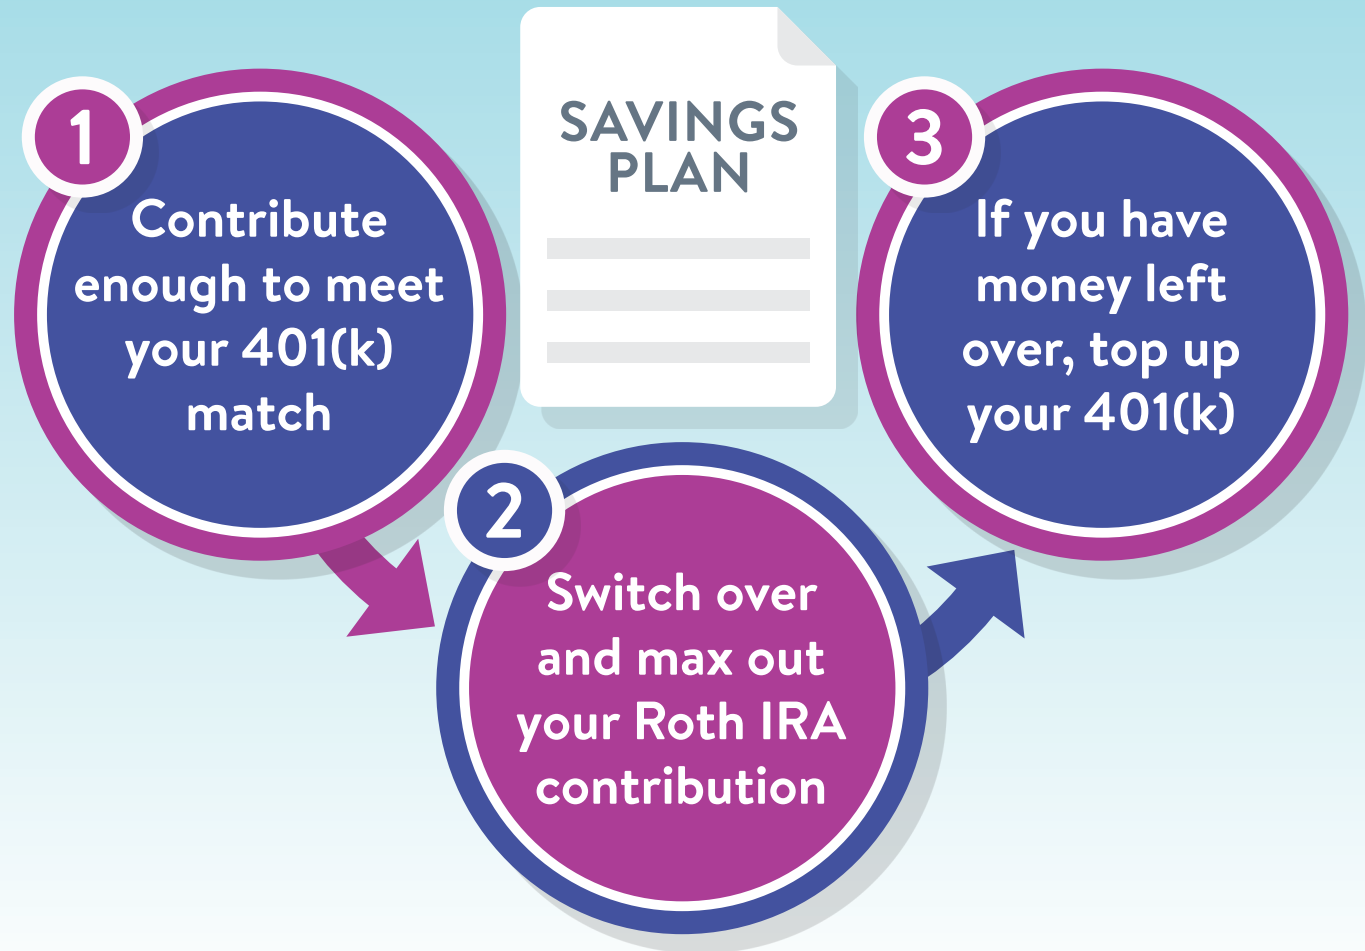 SAVINGS
PLAN
1
Contribute
enough to meet
your 401(k)
match
2
Switch over
and max out
your Roth IRA
contribution
3
If you have
money left
over, top up
your 401(k)